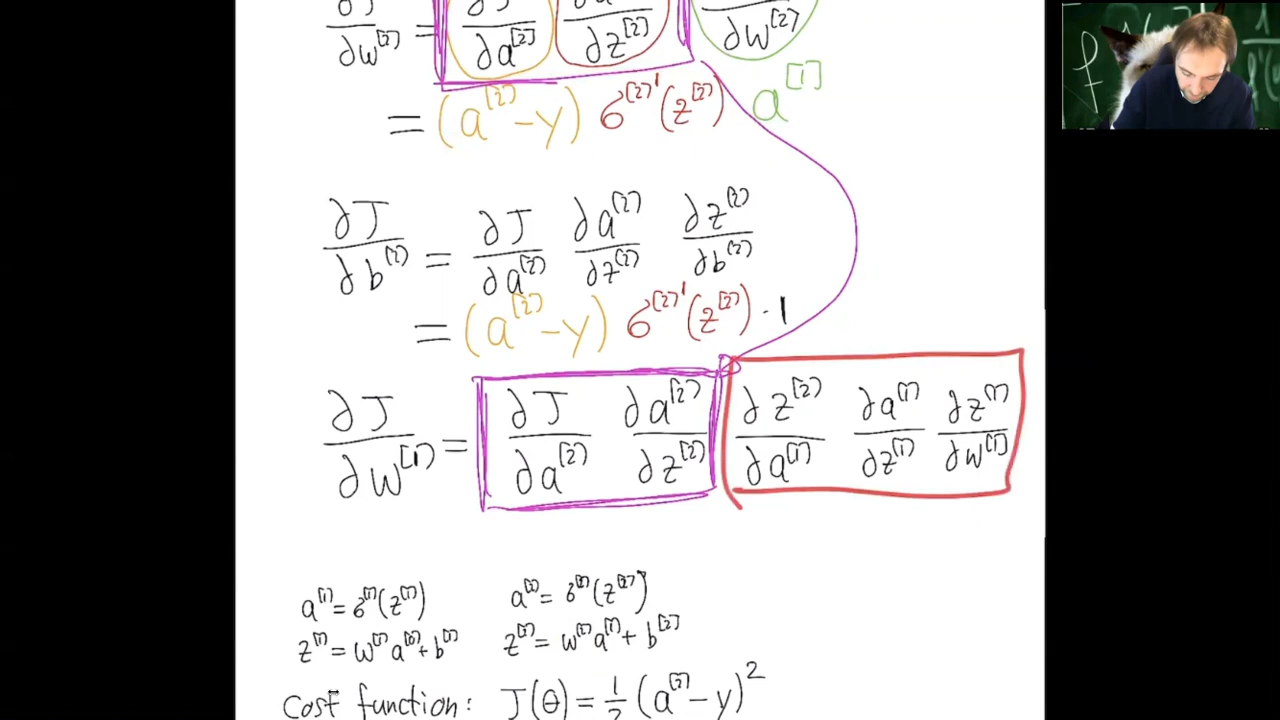 ∂J/∂w^[2] = ∂J/∂a^[2] ∂a/∂z^[2] /∂w^[2]
= (a^[2] − y) σ^[2]′(z^[2]) a^[1]
∂J/∂b^[2] = ∂J/∂a^[2] ∂a^[2]/∂z^[2] ∂z^[2]/∂b^[2]
= (a^[2] − y) σ^[2]′(z^[2]) · 1
∂J/∂w^[1] = ∂J/∂a^[2] ∂a^[2]/∂z^[2] ∂z^[2]/∂a^[1] ∂a^[1]/∂z^[1] ∂z^[1]/∂w^[1]
a^[1] = σ^[1](z^[1]) a^[2] = σ^[2](z^[2])
z^[1] = w^[1] a^[0] + b^[1] z^[2] = w^[2] a^[1] + b^[2]
Cost function: J(θ) = 1/2 (a^[2] − y)^2